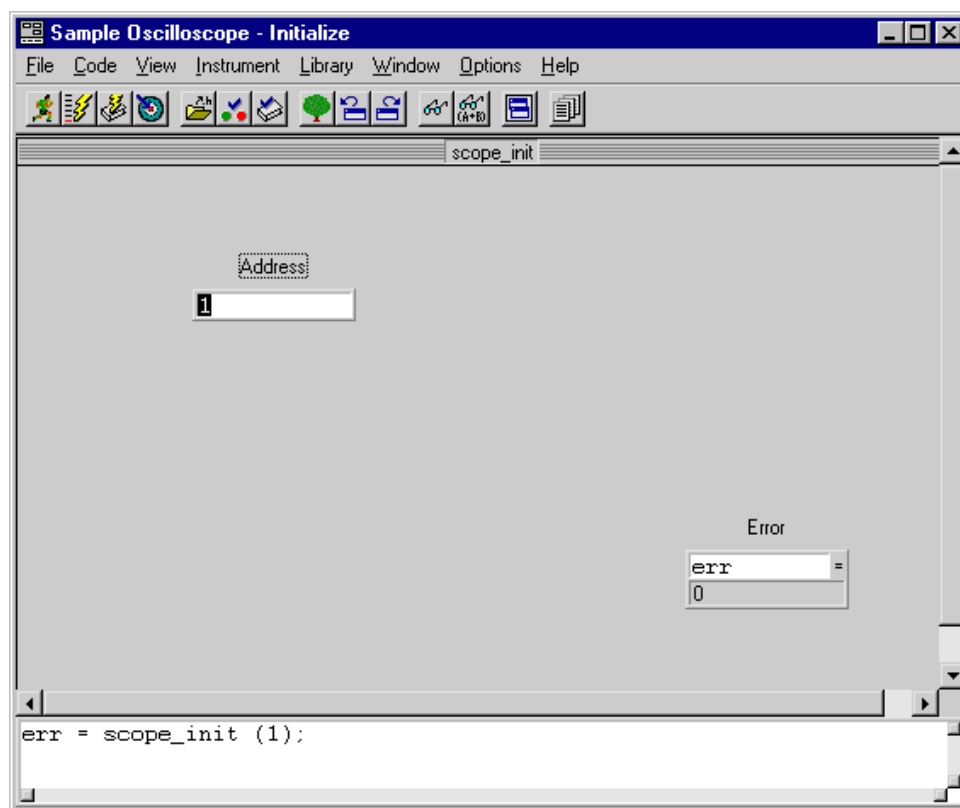 Sample Oscilloscope - Initialize
File Code View Instrument Library Window Options Help
(A+B)
scope_init
Address
1
Error
err =
0
err = scope_init (1);